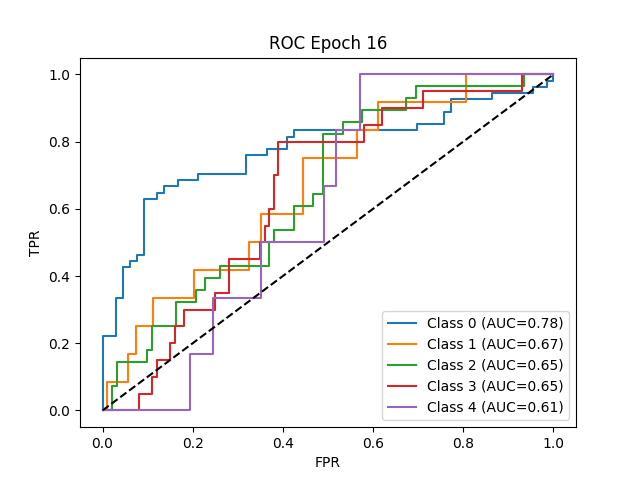 ROC Epoch 16
TPR
1.0
0.8
0.6
0.4
0.2
0.0
Class 0 (AUC=0.78)
Class 1 (AUC=0.67)
Class 2 (AUC=0.65)
Class 3 (AUC=0.65)
Class 4 (AUC=0.61)
0.0 0.2 0.4 0.6 0.8 1.0
FPR